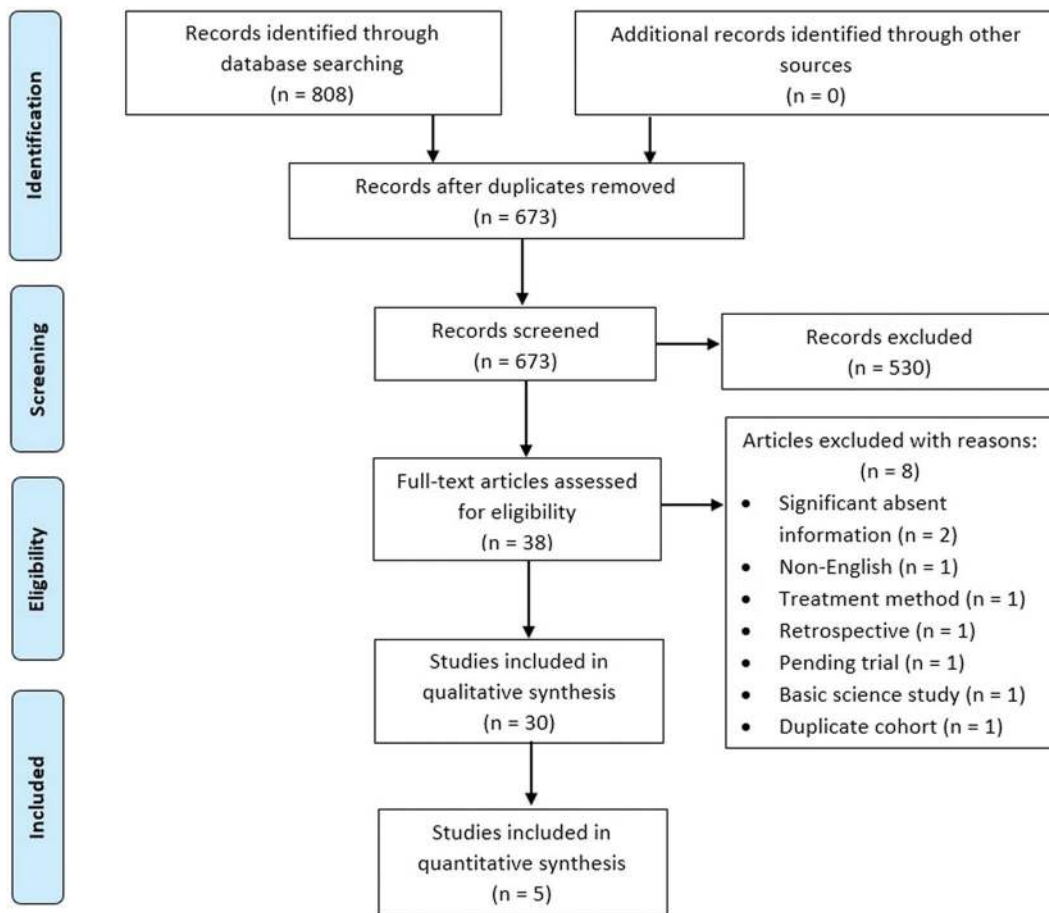 Identification
Records identified through
database searching
(n = 808)
Additional records identified through other
sources
(n = 0)
Records after duplicates removed
(n = 673)
Screening
Records screened
(n = 673)
Records excluded
(n = 530)
Eligibility
Full-text articles assessed
for eligibility
(n = 38)
Articles excluded with reasons:
(n = 8)
• Significant absent
information (n = 2)
• Non-English (n = 1)
• Treatment method (n = 1)
• Retrospective (n = 1)
• Pending trial (n = 1)
• Basic science study (n = 1)
• Duplicate cohort (n = 1)
Included
Studies included in
qualitative synthesis
(n = 30)
Studies included in
quantitative synthesis
(n = 5)